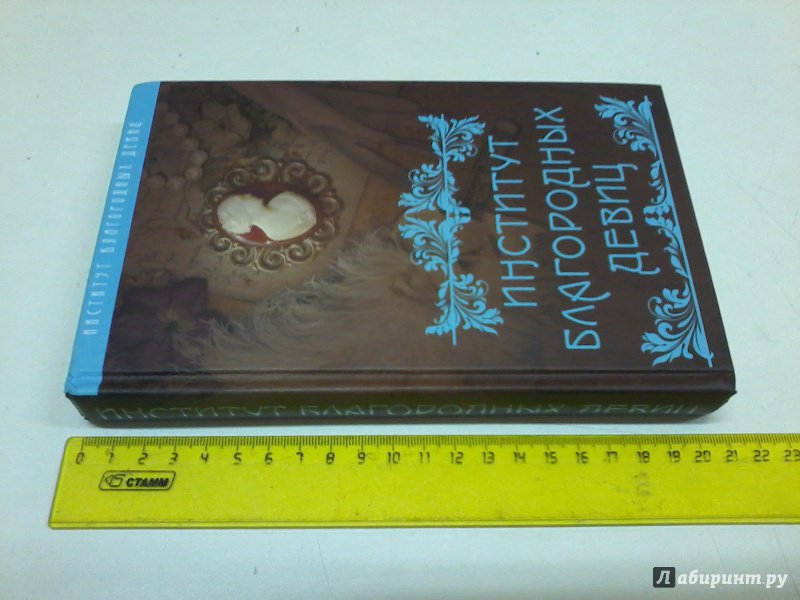 ИНСТИТУТ
БЛАГОРОДНЫХ
ДЕВИЦ
ИНСТИТУТ БЛАГОРОДНЫХ ДЕВИЦ
ИНСТИТУТ БЛАГОРОДНЫХ ДЕВИЦ
0 1 2 3 4 5 6 7 8 9 10 11 12 13 14 15 16 17 18 19 20 21 22 23
СТАММ
Лабиринт.ру